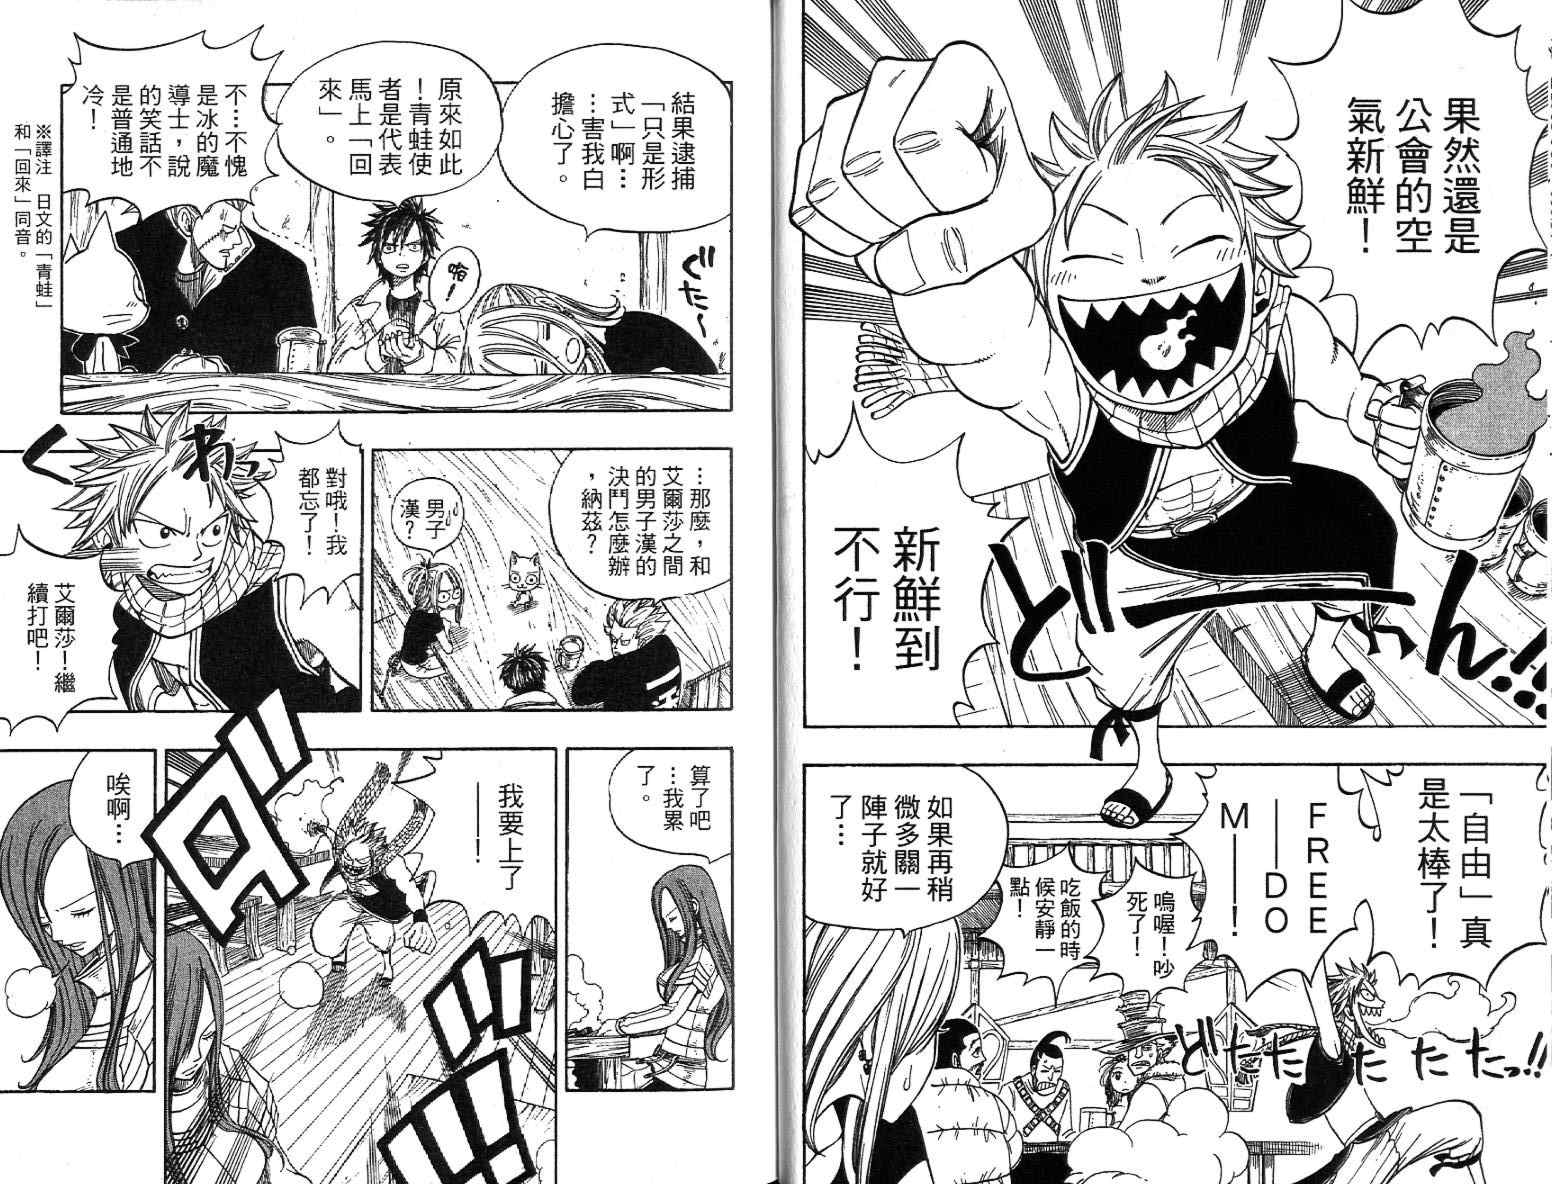 果然還是
公會的空
氣新鮮！
新鮮到
不行！
どーーん!!!
「自由」真
是太棒了！
FREE
——DO
M——！
嗚喔！吵
死了！
吃飯的時
候安靜一
點！
如果再稍
微多關一
陣子就好
了…
どたたたたたっ!!
結果逮捕
「只是形
式」啊…
…害我白
擔心了。
原來如此
！青蛙使
者是代表
馬上「回
來」。
不…不愧
是冰的魔
導士，說
的笑話不
是普通地
冷！
※譯注　日文的「青蛙」
和「回來」同音。
ぐた～
…那麼，和
艾爾莎之間
的男子漢的
決鬥怎麼辦
，納茲？
男子
漢？
對哦！我
都忘了！
くわっ
艾爾莎！繼
續打吧！
算了吧
…我累
了。
——我要上了
——！
ダダダ!!
唉啊…